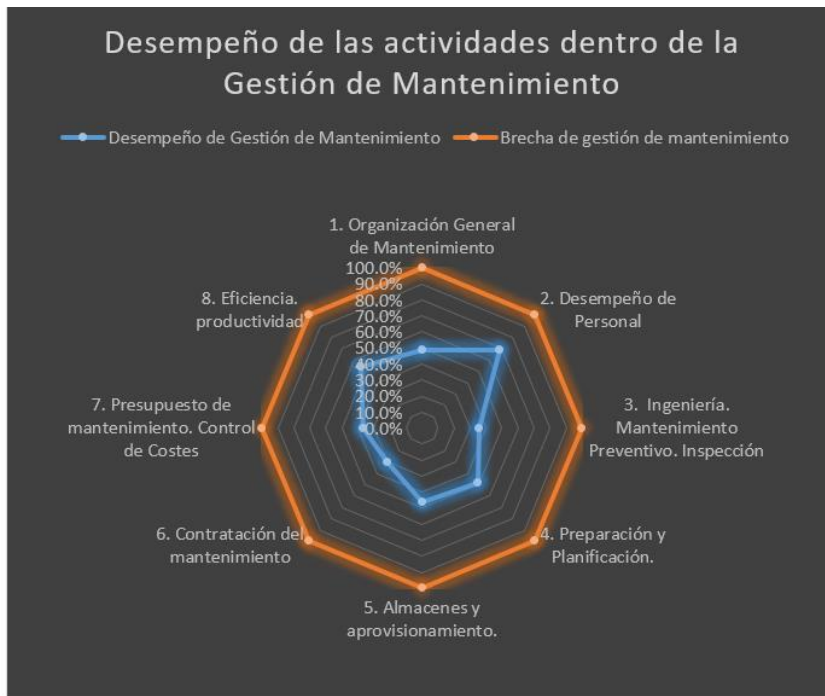 Desempeño de las actividades dentro de la
Gestión de Mantenimiento
Desempeño de Gestión de Mantenimiento
Brecha de gestión de mantenimiento
1. Organización General
de Mantenimiento
100.0%
90.0%
80.0%
70.0%
60.0%
50.0%
40.0%
30.0%
20.0%
10.0%
0.0%
2. Desempeño de
Personal
3. Ingeniería.
Mantenimiento
Preventivo. Inspección
4. Preparación y
Planificación.
5. Almacenes y
aprovisionamiento.
6. Contratación del
mantenimiento
7. Presupuesto de
mantenimiento. Control
de Costes
8. Eficiencia.
productividad